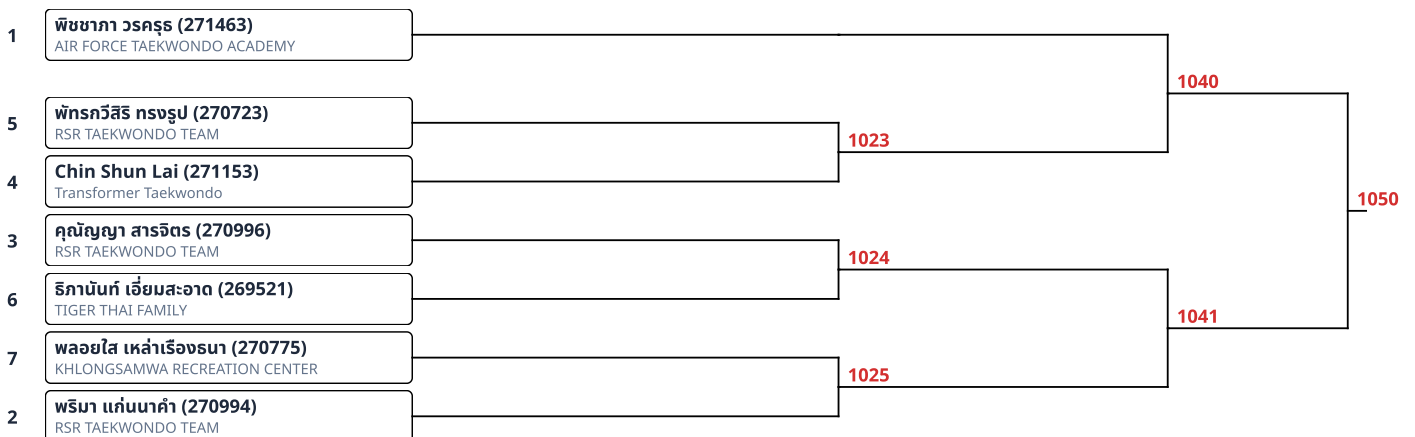 1
พิชชาภา วรครุธ (271463)
AIR FORCE TAEKWONDO ACADEMY
1040
5
พัทรกวีสิริ ทรงรูป (270723)
RSR TAEKWONDO TEAM
1023
4
Chin Shun Lai (271153)
Transformer Taekwondo
1050
3
คุณัญญา สารจิตร (270996)
RSR TAEKWONDO TEAM
1024
6
ธิภานันท์ เอี่ยมสะอาด (269521)
TIGER THAI FAMILY
1041
7
พลอยใส เหล่าเรืองธนา (270775)
KHLONGSAMWA RECREATION CENTER
1025
2
พริมา แก่นนาคำ (270994)
RSR TAEKWONDO TEAM